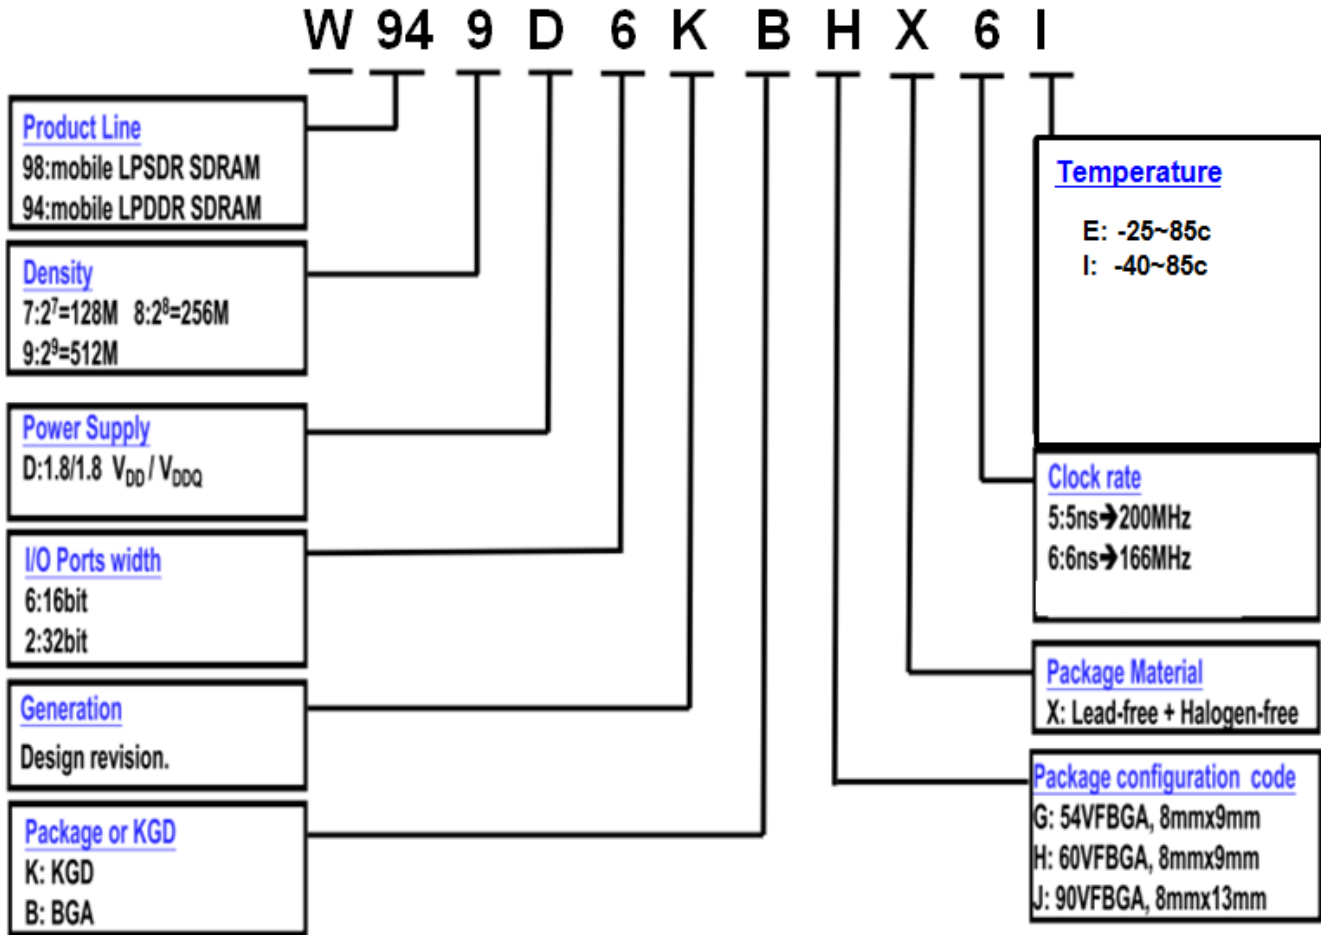 W 94 9 D 6 K B H X 6 I
Product Line
98:mobile LPSDR SDRAM
94:mobile LPDDR SDRAM
Density
7:2⁷=128M 8:2⁸=256M
9:2⁹=512M
Power Supply
D:1.8/1.8 VDD / VDDQ
I/O Ports width
6:16bit
2:32bit
Generation
Design revision.
Package or KGD
K: KGD
B: BGA
Temperature
E: -25~85c
I: -40~85c
Clock rate
5:5ns➔200MHz
6:6ns➔166MHz
Package Material
X: Lead-free + Halogen-free
Package configuration code
G: 54VFBGA, 8mmx9mm
H: 60VFBGA, 8mmx9mm
J: 90VFBGA, 8mmx13mm